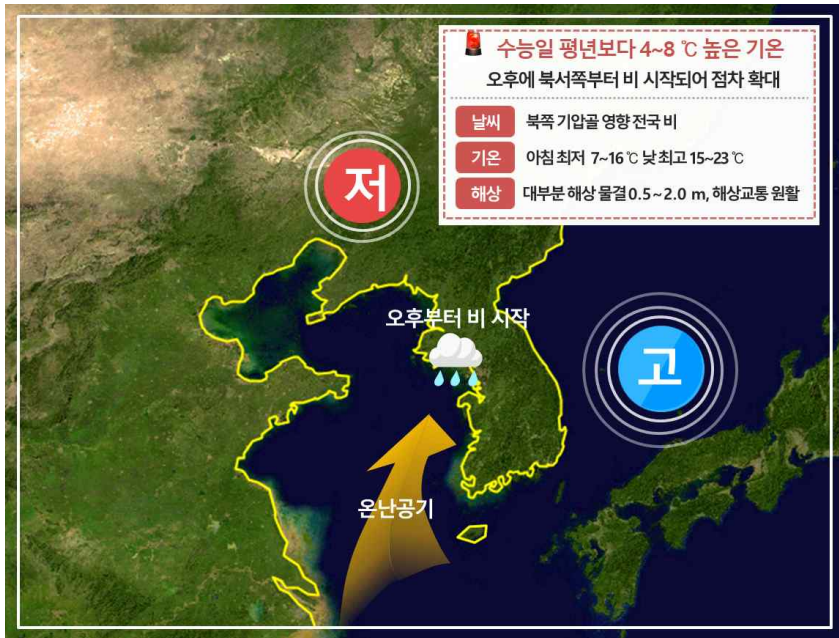 수능일 평년보다 4~8 ℃ 높은 기온
오후에 북서쪽부터 비 시작되어 점차 확대
날씨 북쪽 기압골 영향 전국 비
기온 아침 최저 7~16 ℃ 낮 최고 15~23 ℃
해상 대부분 해상 물결 0.5~2.0 m, 해상교통 원활
저
오후부터 비 시작
고
온난공기